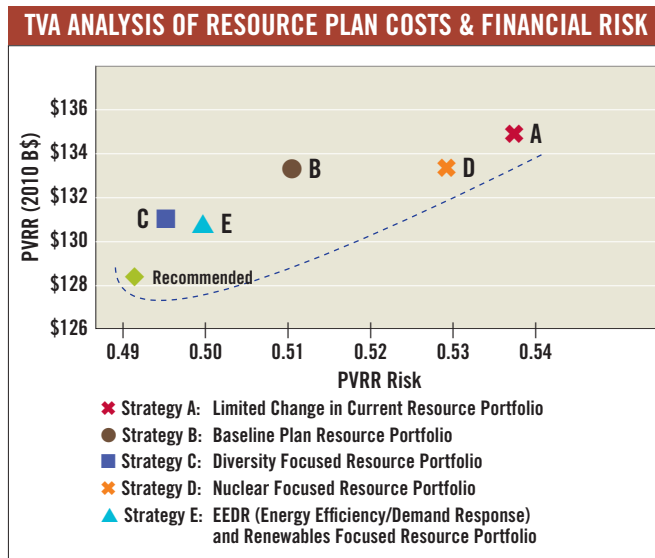 TVA ANALYSIS OF RESOURCE PLAN COSTS & FINANCIAL RISK
PVRR (2010 B$)
$136
$134
$132
$130
$128
$126
A
B
D
C
E
Recommended
0.49 0.50 0.51 0.52 0.53 0.54
PVRR Risk
Strategy A: Limited Change in Current Resource Portfolio
Strategy B: Baseline Plan Resource Portfolio
Strategy C: Diversity Focused Resource Portfolio
Strategy D: Nuclear Focused Resource Portfolio
Strategy E: EEDR (Energy Efficiency/Demand Response)
and Renewables Focused Resource Portfolio